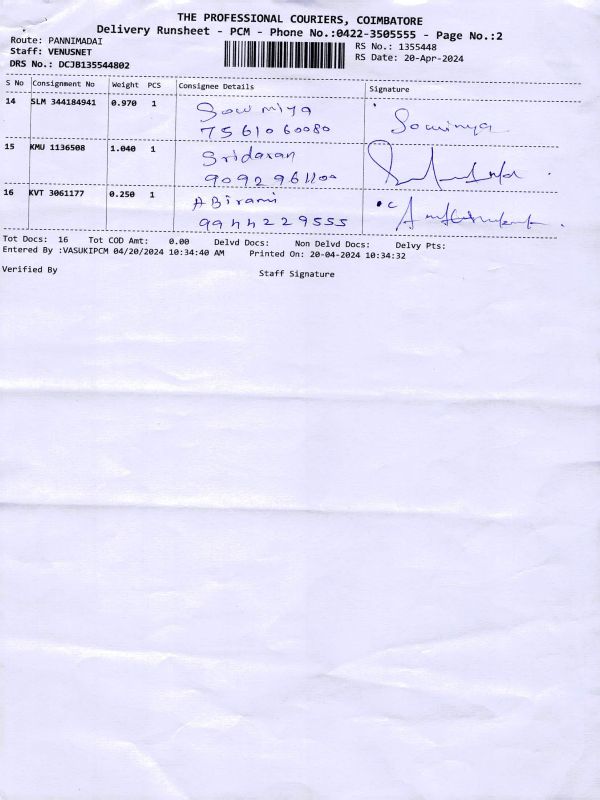 THE PROFESSIONAL COURIERS, COIMBATORE
Delivery Runsheet - PCM - Phone No.:0422-3505555 - Page No.:2
Route: PANNIMADAI
RS No.: 1355448
Staff: VENUSNET
RS Date: 20-Apr-2024
DRS No.: DCJB135544802
S No Consignment No Weight PCS Consignee Details Signature
14 SLM 344184941 0.970 1 Sowmiya Sowmya
7561060080
15 KMU 1136508 1.040 1 Sridaran
9092961100
16 KVT 3061177 0.250 1 ABirami
9944229555
Tot Docs: 16 Tot COD Amt: 0.00 Delvd Docs: Non Delvd Docs: Delvy Pts:
Entered By :VASUKIPCM 04/20/2024 10:34:40 AM Printed On: 20-04-2024 10:34:32
Verified By Staff Signature